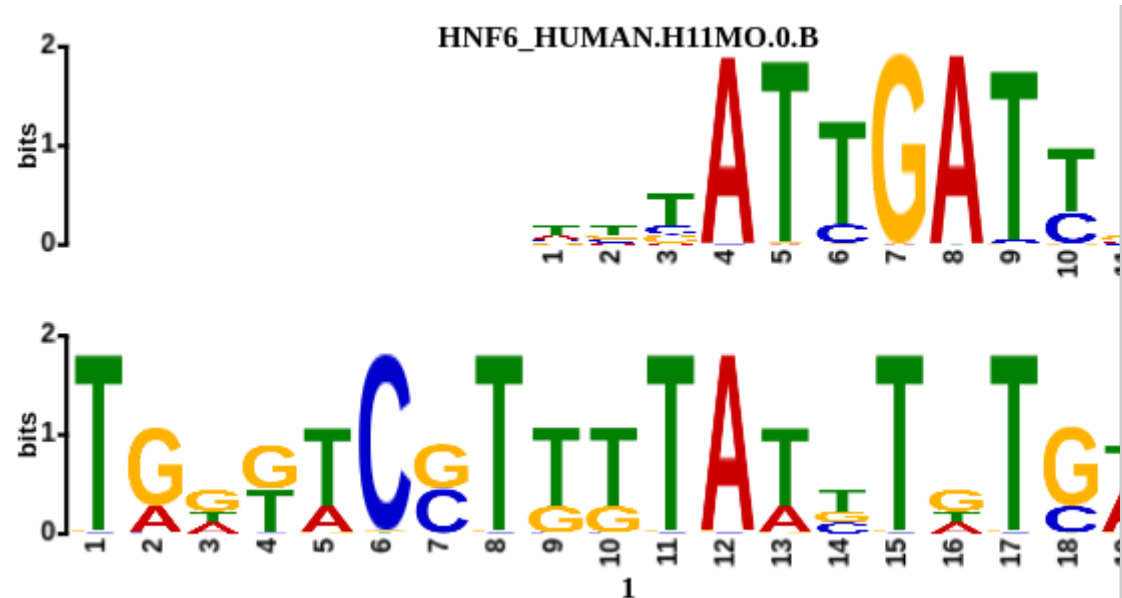 HNF6_HUMAN.H11MO.0.B
2
bits
1
0
1 2 3 4 5 6 7 8 9 10
T T T A T T G A T T
C C
2
bits
1
0
T G G G T C G T T T T A T T T G T G
A T T A C G G A G T C
A C A
1 2 3 4 5 6 7 8 9 10 11 12 13 14 15 16 17 18
1